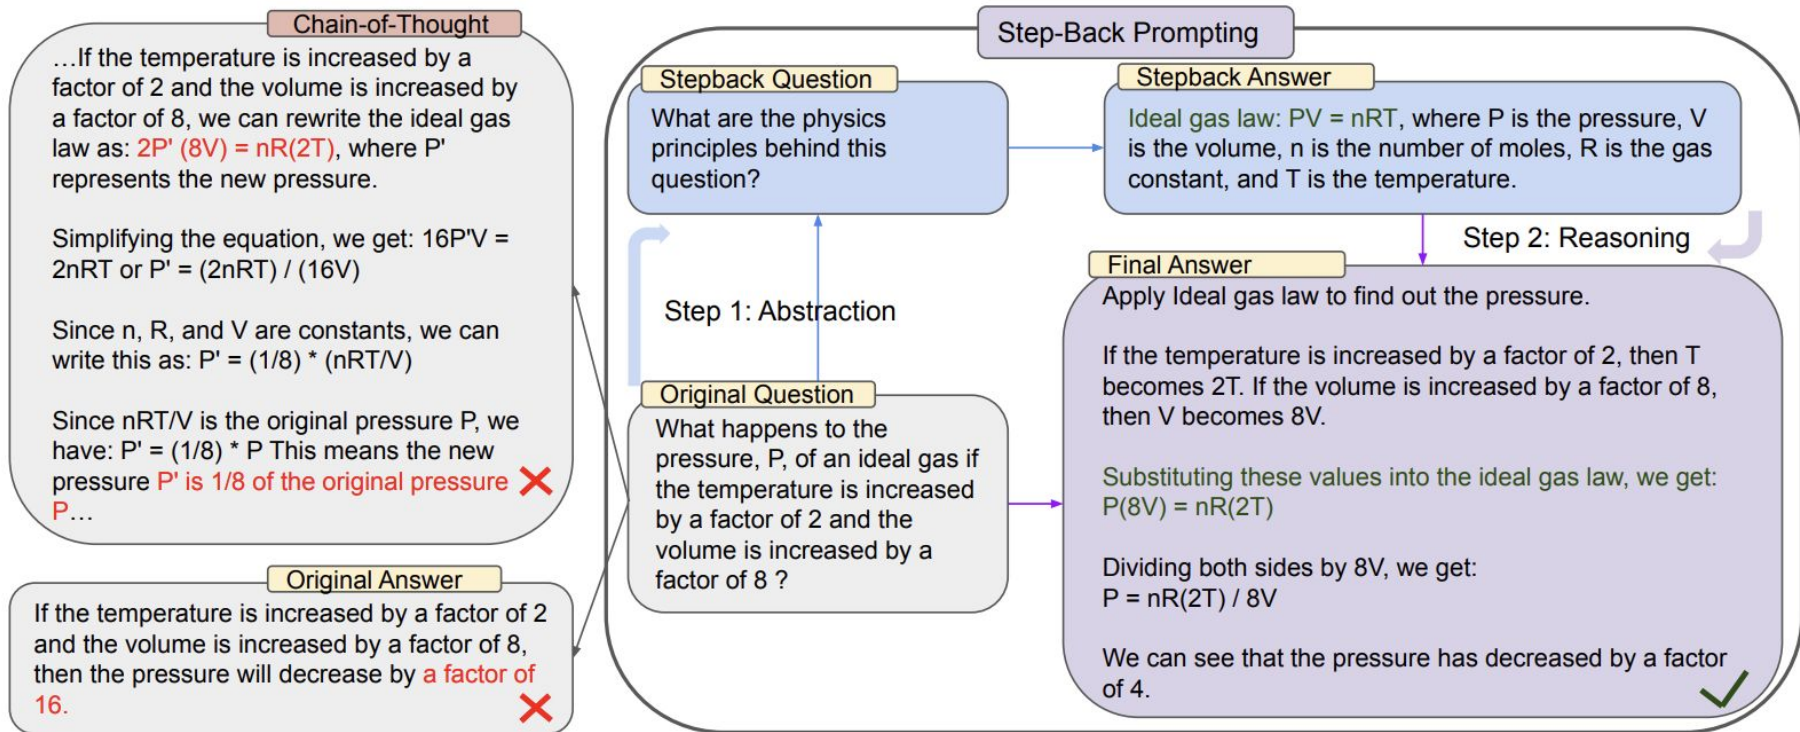 Chain-of-Thought
…If the temperature is increased by a
factor of 2 and the volume is increased by
a factor of 8, we can rewrite the ideal gas
law as: 2P' (8V) = nR(2T), where P'
represents the new pressure.
Simplifying the equation, we get: 16P'V =
2nRT or P' = (2nRT) / (16V)
Since n, R, and V are constants, we can
write this as: P' = (1/8) * (nRT/V)
Since nRT/V is the original pressure P, we
have: P' = (1/8) * P This means the new
pressure P' is 1/8 of the original pressure
P…
Original Answer
If the temperature is increased by a factor of 2
and the volume is increased by a factor of 8,
then the pressure will decrease by a factor of
16.
Step-Back Prompting
Stepback Question
What are the physics
principles behind this
question?
Stepback Answer
Ideal gas law: PV = nRT, where P is the pressure, V
is the volume, n is the number of moles, R is the gas
constant, and T is the temperature.
Step 1: Abstraction
Step 2: Reasoning
Original Question
What happens to the
pressure, P, of an ideal gas if
the temperature is increased
by a factor of 2 and the
volume is increased by a
factor of 8 ?
Final Answer
Apply Ideal gas law to find out the pressure.
If the temperature is increased by a factor of 2, then T
becomes 2T. If the volume is increased by a factor of 8,
then V becomes 8V.
Substituting these values into the ideal gas law, we get:
P(8V) = nR(2T)
Dividing both sides by 8V, we get:
P = nR(2T) / 8V
We can see that the pressure has decreased by a factor
of 4.